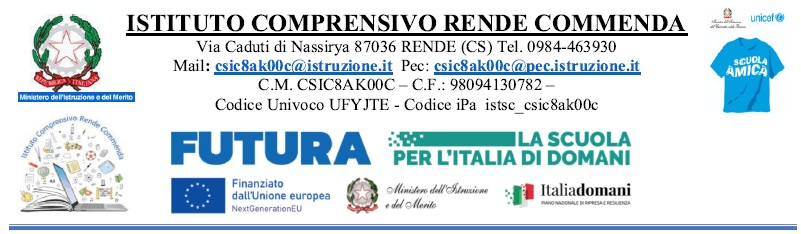 ISTITUTO COMPRENSIVO RENDE COMMENDA
Via Caduti di Nassirya 87036 RENDE (CS) Tel. 0984-463930
Mail: csic8ak00c@istruzione.it Pec: csic8ak00c@pec.istruzione.it
C.M. CSIC8AK00C – C.F.: 98094130782 –
Codice Univoco UFYJTE - Codice iPa istsc_csic8ak00c
Ministero dell'Istruzione e del Merito
unicef
SCUOLA
AMICA
Istituto Comprensivo Rende Commenda
FUTURA
LA SCUOLA
PER L'ITALIA DI DOMANI
Finanziato
dall'Unione europea
NextGenerationEU
Ministero dell'Istruzione
e del Merito
Italiadomani
PIANO NAZIONALE DI RIPRESA E RESILIENZA